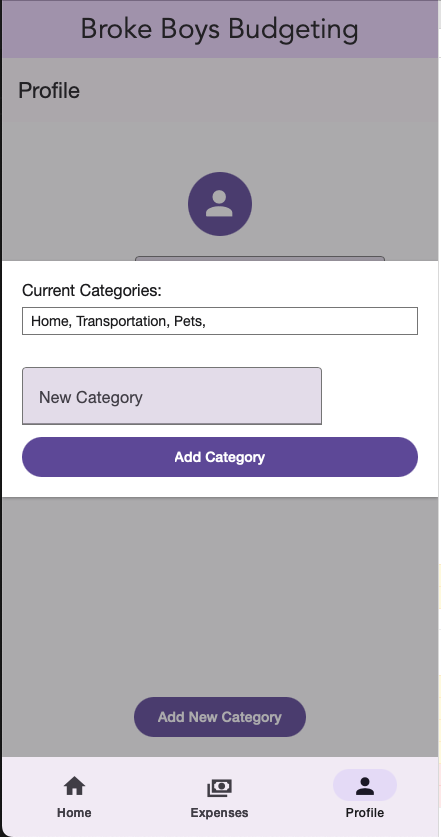 Broke Boys Budgeting
Profile
Current Categories:
Home, Transportation, Pets,
New Category
Add Category
Add New Category
Home
Expenses
Profile